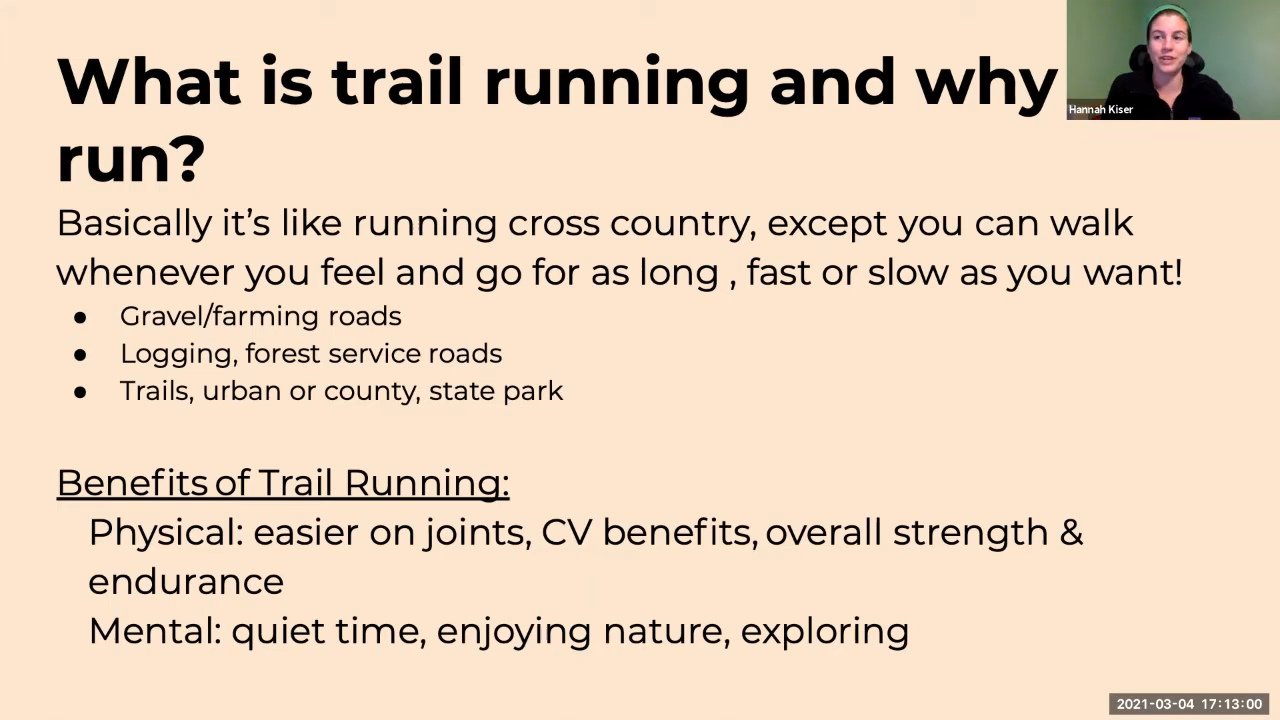 What is trail running and why
run?
Hannah Kiser
Basically it’s like running cross country, except you can walk
whenever you feel and go for as long , fast or slow as you want!
● Gravel/farming roads
● Logging, forest service roads
● Trails, urban or county, state park
Benefits of Trail Running:
Physical: easier on joints, CV benefits, overall strength &
endurance
Mental: quiet time, enjoying nature, exploring
2021-03-04 17:13:00